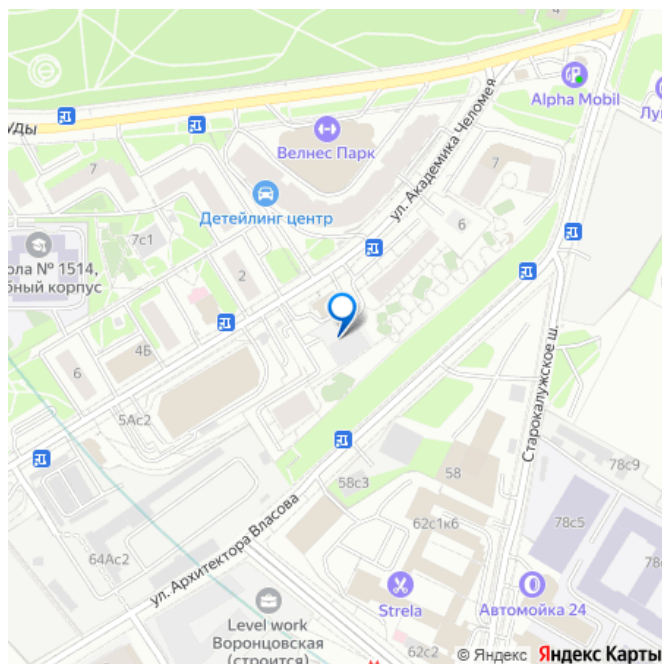 Alpha Mobil
Лу
УДЫ
Велнес Парк
ул. Академика Челомея
7
7
Детейлинг центр
6
7с1
ола № 1514,
бный корпус
2
4Б
6
5Ас2
Старокалужское ш.
78с9
58
58с3
78с5
62с1к6
78с
64Ас2
ул. Архитектора Власова
Strela
Автомойка 24
Level work
Воронцовская
(строится)
62с2
© Яндекс Яндекс Карты